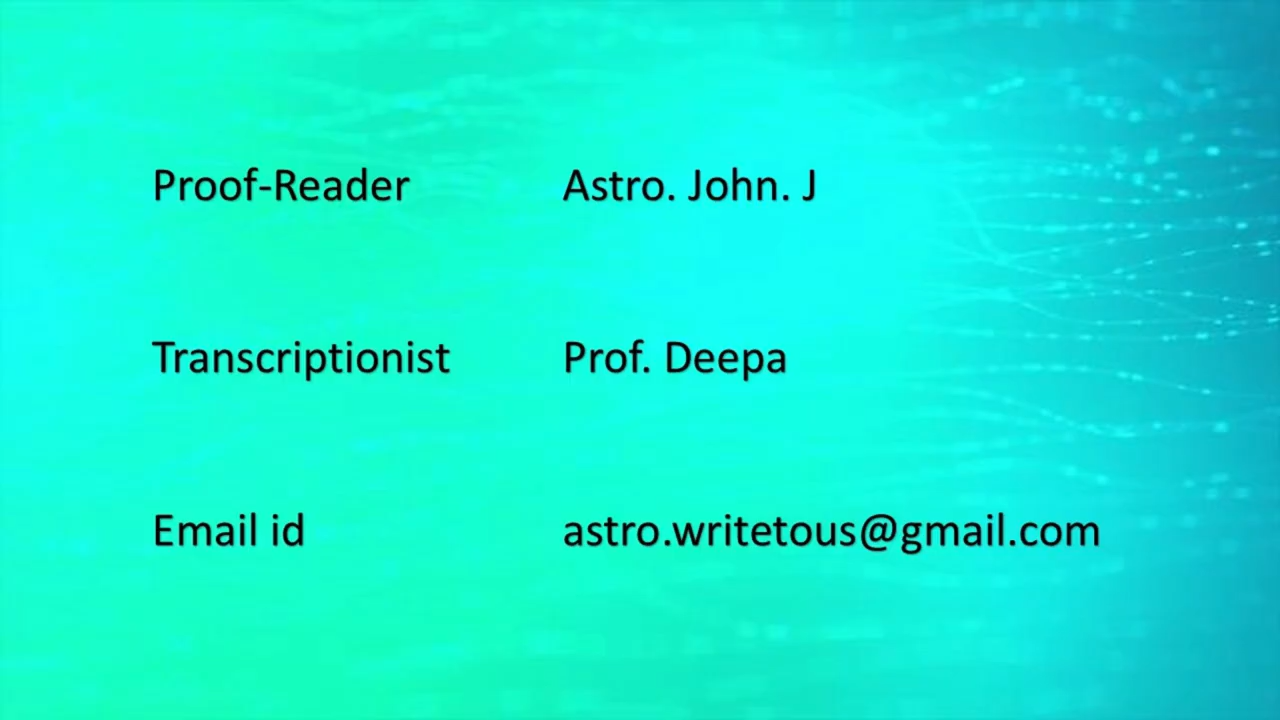 Proof-Reader Astro. John. J
Transcriptionist Prof. Deepa
Email id astro.writetous@gmail.com